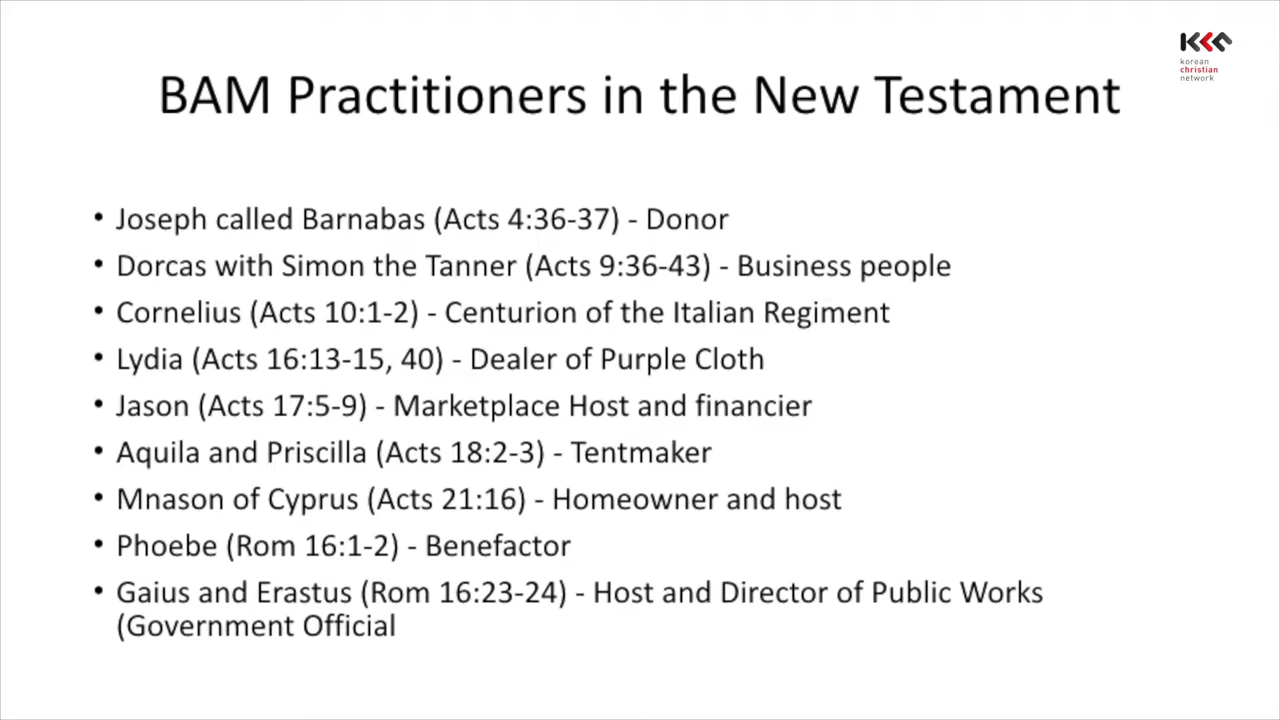 KCN
korean
christian
network
BAM Practitioners in the New Testament
• Joseph called Barnabas (Acts 4:36-37) - Donor
• Dorcas with Simon the Tanner (Acts 9:36-43) - Business people
• Cornelius (Acts 10:1-2) - Centurion of the Italian Regiment
• Lydia (Acts 16:13-15, 40) - Dealer of Purple Cloth
• Jason (Acts 17:5-9) - Marketplace Host and financier
• Aquila and Priscilla (Acts 18:2-3) - Tentmaker
• Mnason of Cyprus (Acts 21:16) - Homeowner and host
• Phoebe (Rom 16:1-2) - Benefactor
• Gaius and Erastus (Rom 16:23-24) - Host and Director of Public Works
(Government Official